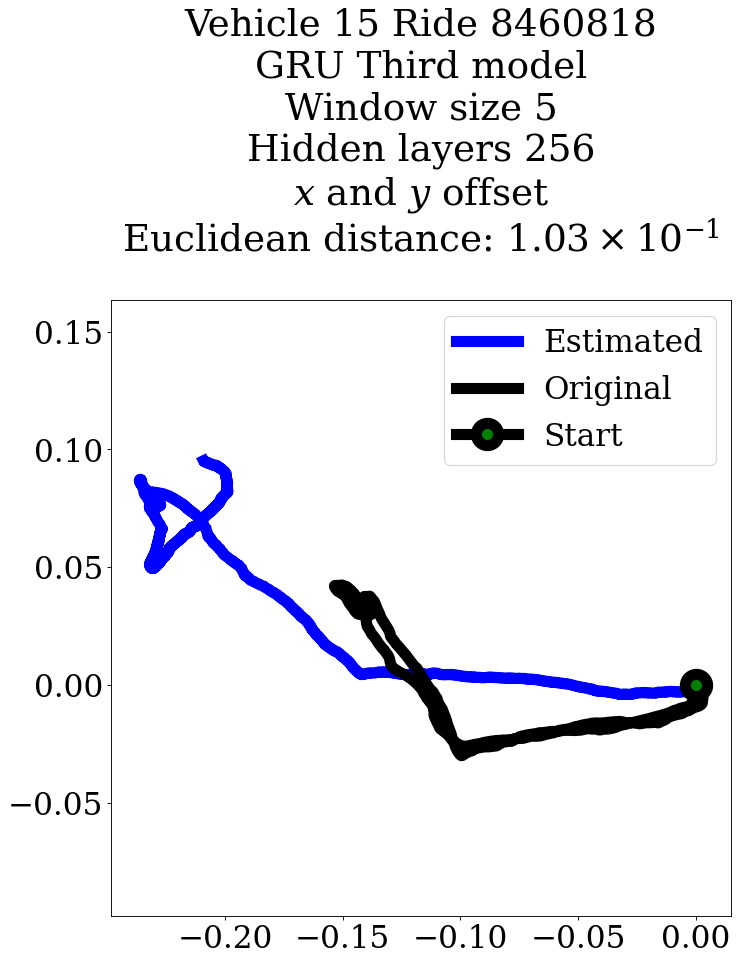 Vehicle 15 Ride 8460818
GRU Third model
Window size 5
Hidden layers 256
x and y offset
Euclidean distance: 1.03 × 10⁻¹
Estimated
Original
Start
0.15
0.10
0.05
0.00
−0.05
−0.20 −0.15 −0.10 −0.05 0.00